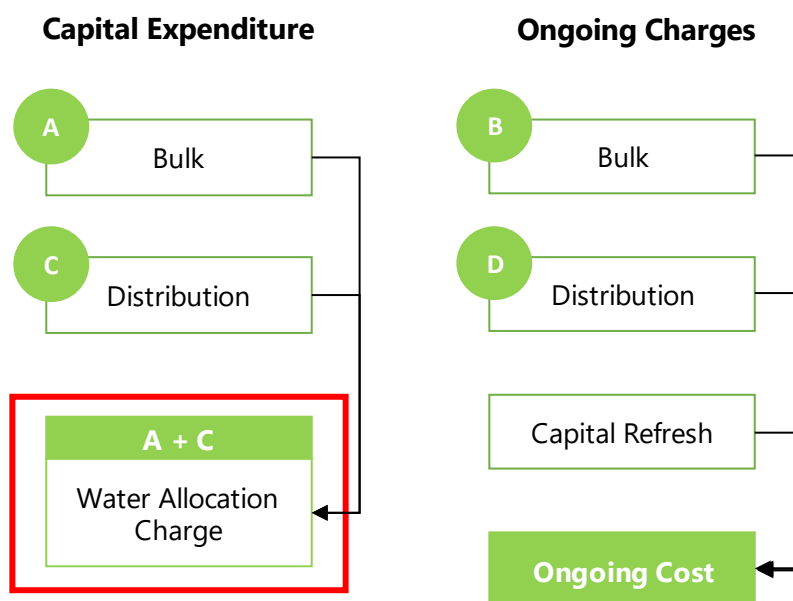 Capital Expenditure
A
Bulk
C
Distribution
A + C
Water Allocation
Charge
Ongoing Charges
B
Bulk
D
Distribution
Capital Refresh
Ongoing Cost